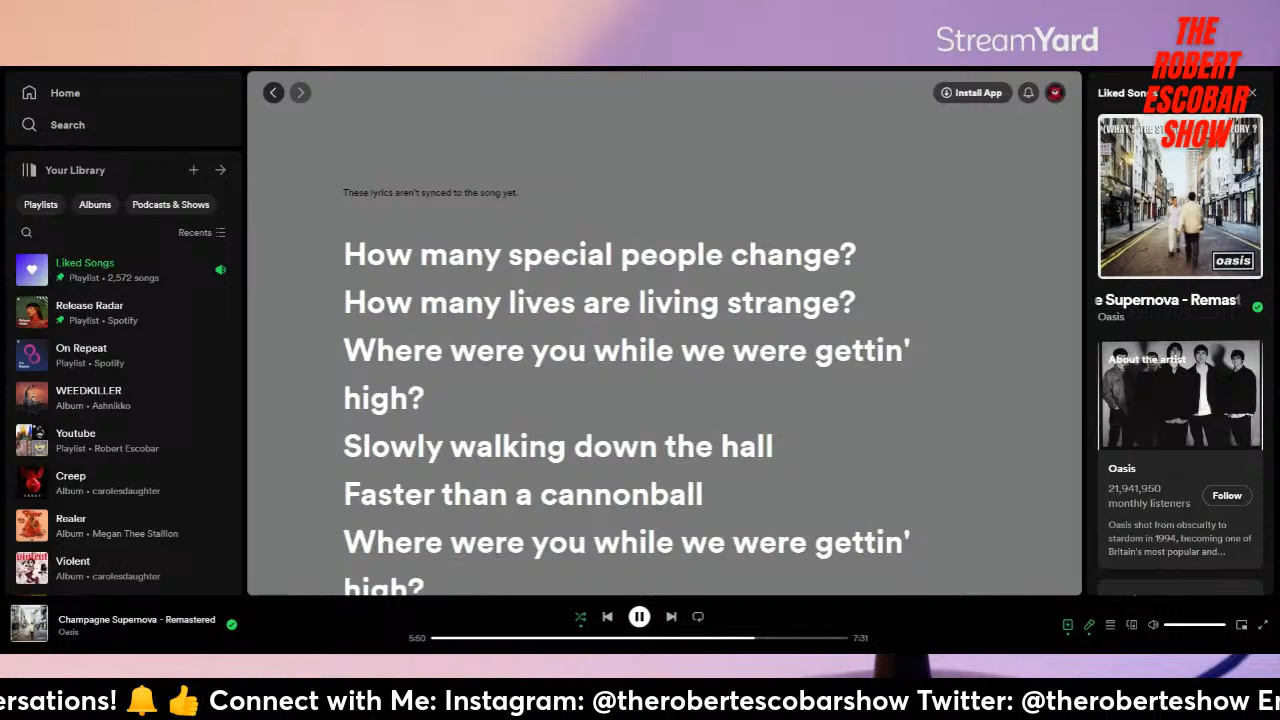 StreamYard
THE
ROBERT
ESCOBAR
SHOW
Home
Search
Your Library
Playlists
Albums
Podcasts & Shows
Recents
Liked Songs
Playlist • 2,572 songs
Release Radar
Playlist • Spotify
On Repeat
Playlist • Spotify
WEEDKILLER
Album • Ashnikko
Youtube
Playlist • Robert Escobar
Creep
Album • carolesdaughter
Realer
Album • Megan Thee Stallion
Violent
Album • carolesdaughter
Install App
These lyrics aren't synced to the song yet.
How many special people change?
How many lives are living strange?
Where were you while we were gettin'
high?
Slowly walking down the hall
Faster than a cannonball
Where were you while we were gettin'
high?
Liked Songs
(WHAT'S THE STORY ?
oasis
e Supernova - Remast
Oasis
About the artist
Oasis
21,941,950
monthly listeners
Follow
Oasis shot from obscurity to
stardom in 1994, becoming one of
Britain's most popular and...
Champagne Supernova - Remastered
Oasis
5:50
7:31
ersations! 🔔 👍 Connect with Me: Instagram: @therobertescobarshow Twitter: @theroberteshow En